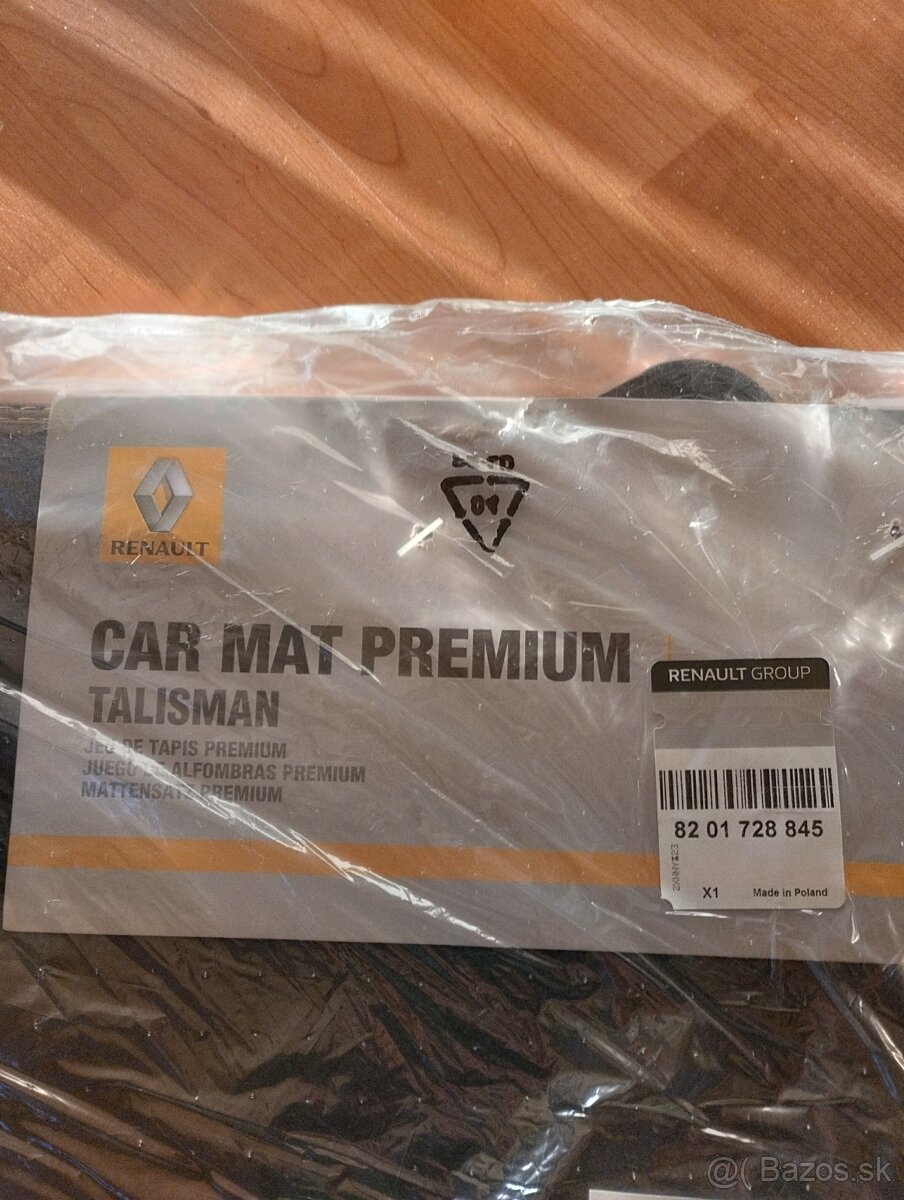 01
RENAULT
CAR MAT PREMIUM
TALISMAN
JEU DE TAPIS PREMIUM
JUEGO DE ALFOMBRAS PREMIUM
MATTENSATZ PREMIUM
RENAULT GROUP
82 01 728 845
X1
Made in Poland
@( Bazos.sk